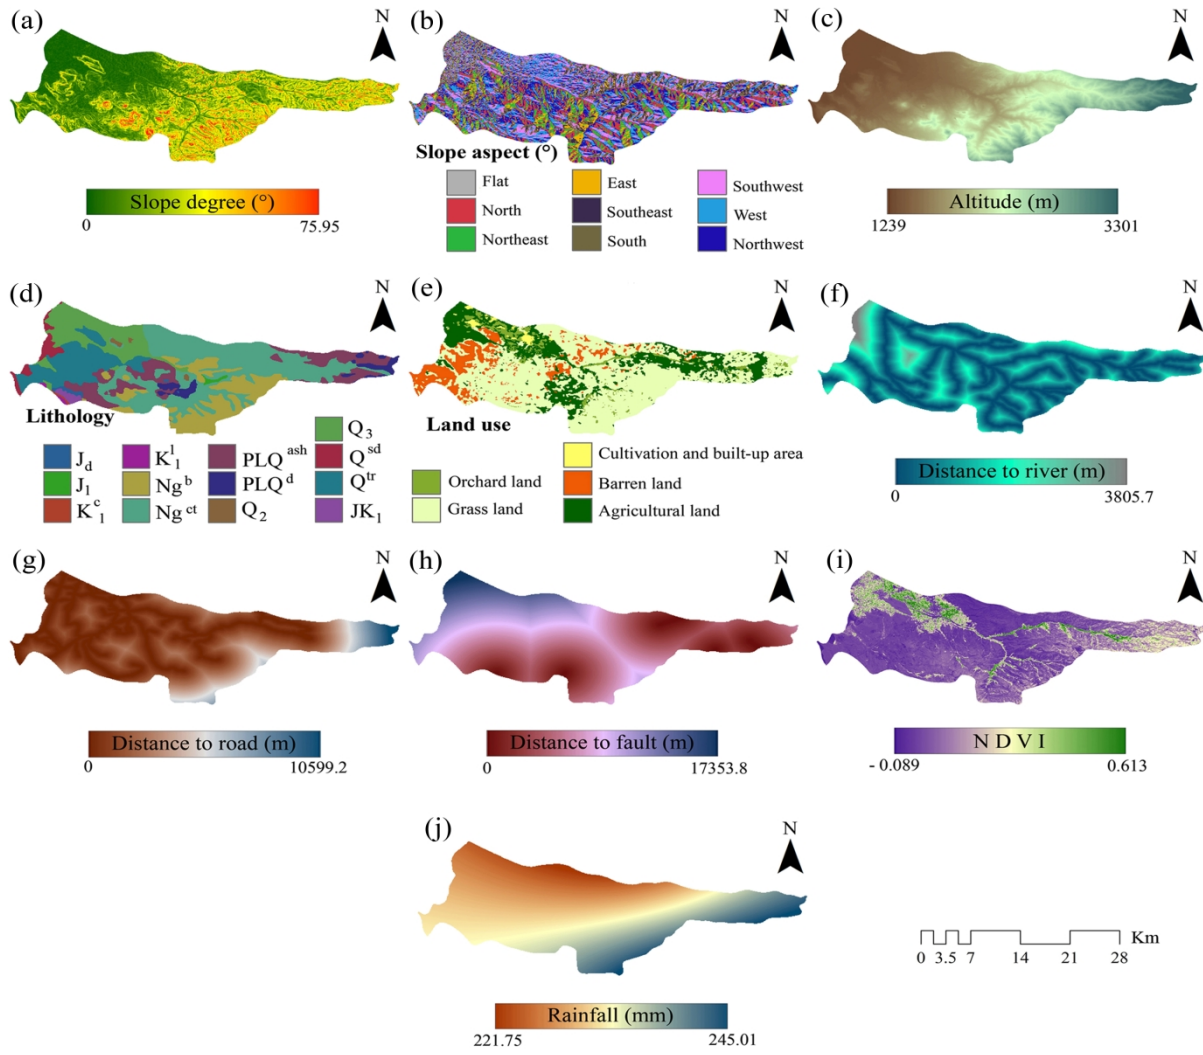 (a)
N
Slope degree (°)
0
75.95
(b)
N
Slope aspect (°)
Flat
East
Southwest
North
Southeast
West
Northeast
South
Northwest
(c)
N
Altitude (m)
1239
3301
(d)
N
Lithology
Q3
Jd
K1l
PLQash
Qsd
J1
Ngb
PLQd
Qtr
K1c
Ngct
Q2
JK1
(e)
N
Land use
Cultivation and built-up area
Orchard land
Barren land
Grass land
Agricultural land
(f)
N
Distance to river (m)
0
3805.7
(g)
N
Distance to road (m)
0
10599.2
(h)
N
Distance to fault (m)
0
17353.8
(i)
N
N D V I
- 0.089
0.613
(j)
N
Rainfall (mm)
221.75
245.01
Km
0 3.5 7 14 21 28